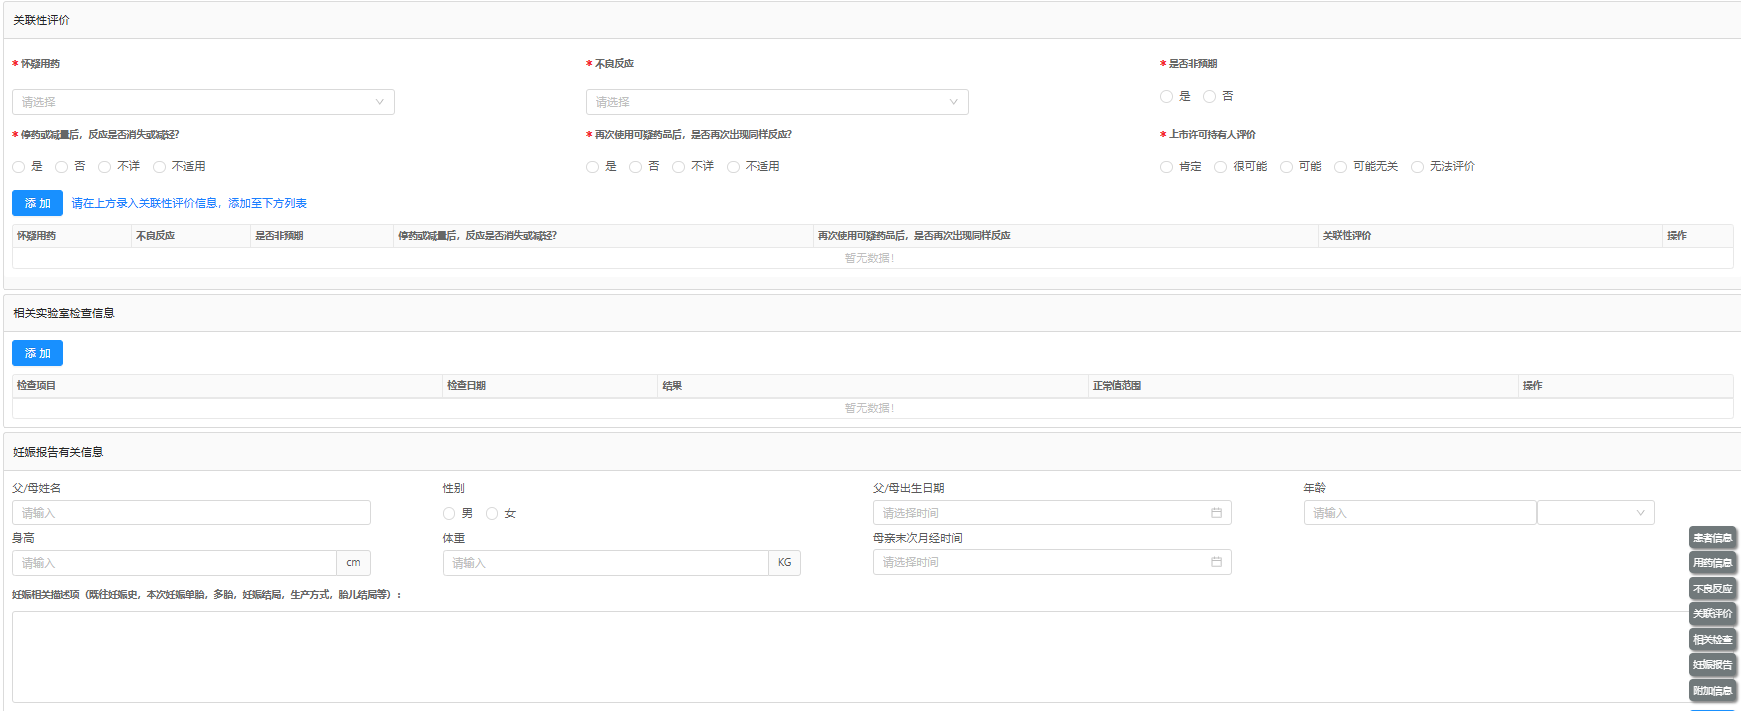 关联性评价
* 怀疑用药 * 不良反应 * 是否非预期
请选择 请选择 是 否
* 停药或减量后，反应是否消失或减轻？ * 再次使用可疑药品后，是否再次出现同样反应？ * 上市许可持有人评价
是 否 不详 不适用 是 否 不详 不适用 肯定 很可能 可能 可能无关 无法评价
添 加 请在上方录入关联性评价信息，添加至下方列表
怀疑用药 不良反应 是否非预期 停药或减量后，反应是否消失或减轻？ 再次使用可疑药品后，是否再次出现同样反应 关联性评价 操作
暂无数据！
相关实验室检查信息
添 加
检查项目 检查日期 结果 正常值范围 操作
暂无数据！
妊娠报告有关信息
父/母姓名 性别 父/母出生日期 年龄
请输入 男 女 请选择时间 请输入
身高 体重 母亲末次月经时间
请输入 cm 请输入 KG 请选择时间
妊娠相关描述项（既往妊娠史，本次妊娠单胎，多胎，妊娠结局，生产方式，胎儿结局等）：
患者信息
用药信息
不良反应
关联评价
相关检查
妊娠报告
附加信息